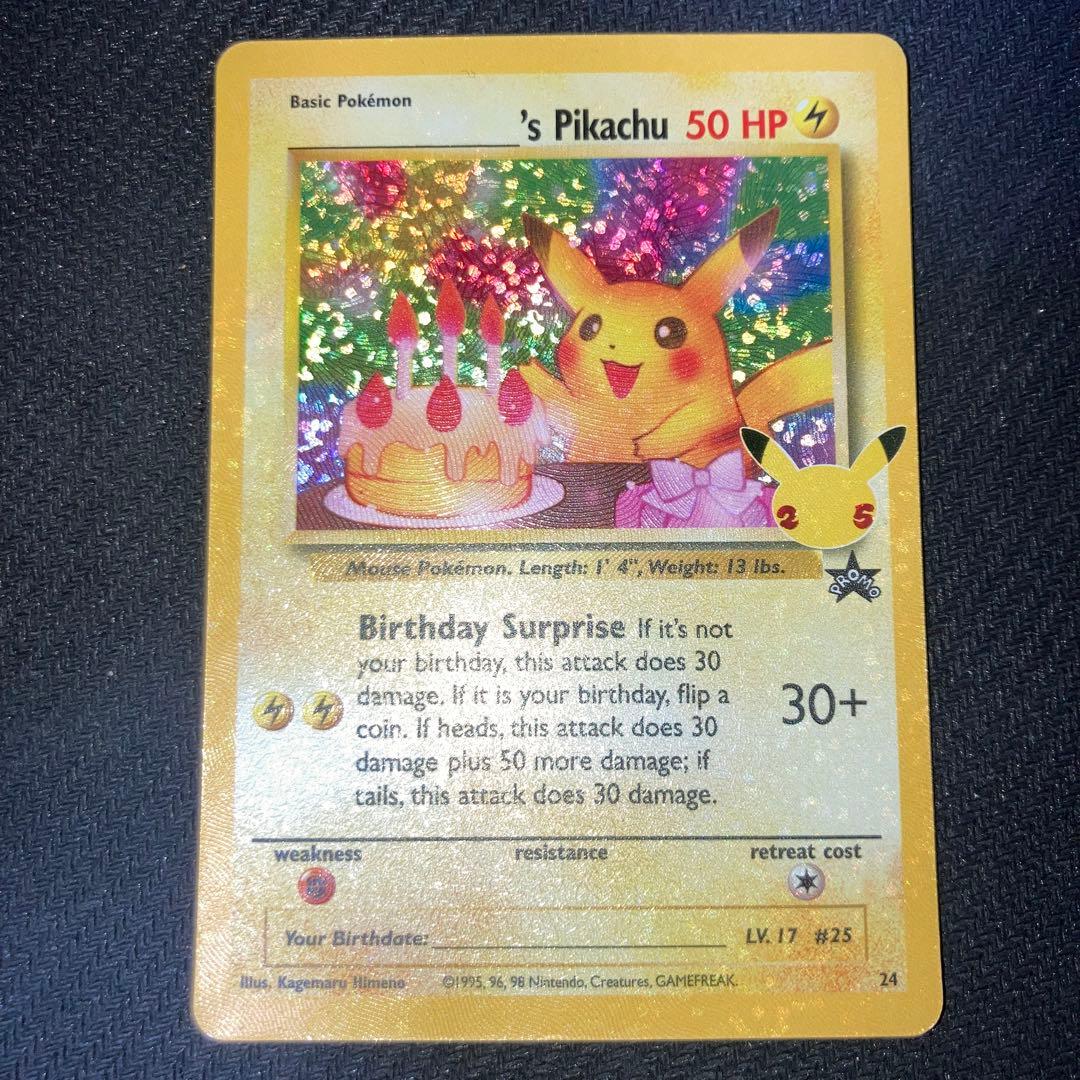 Basic Pokémon
's Pikachu 50 HP
25
Mouse Pokémon. Length: 1' 4", Weight: 13 lbs.
PROMO
Birthday Surprise If it's not
your birthday, this attack does 30
damage. If it is your birthday, flip a
coin. If heads, this attack does 30
damage plus 50 more damage; if
tails, this attack does 30 damage.
30+
weakness resistance retreat cost
Your Birthdate: LV. 17 #25
Illus. Kagemaru Himeno ©1995, 96, 98 Nintendo, Creatures, GAMEFREAK. 24